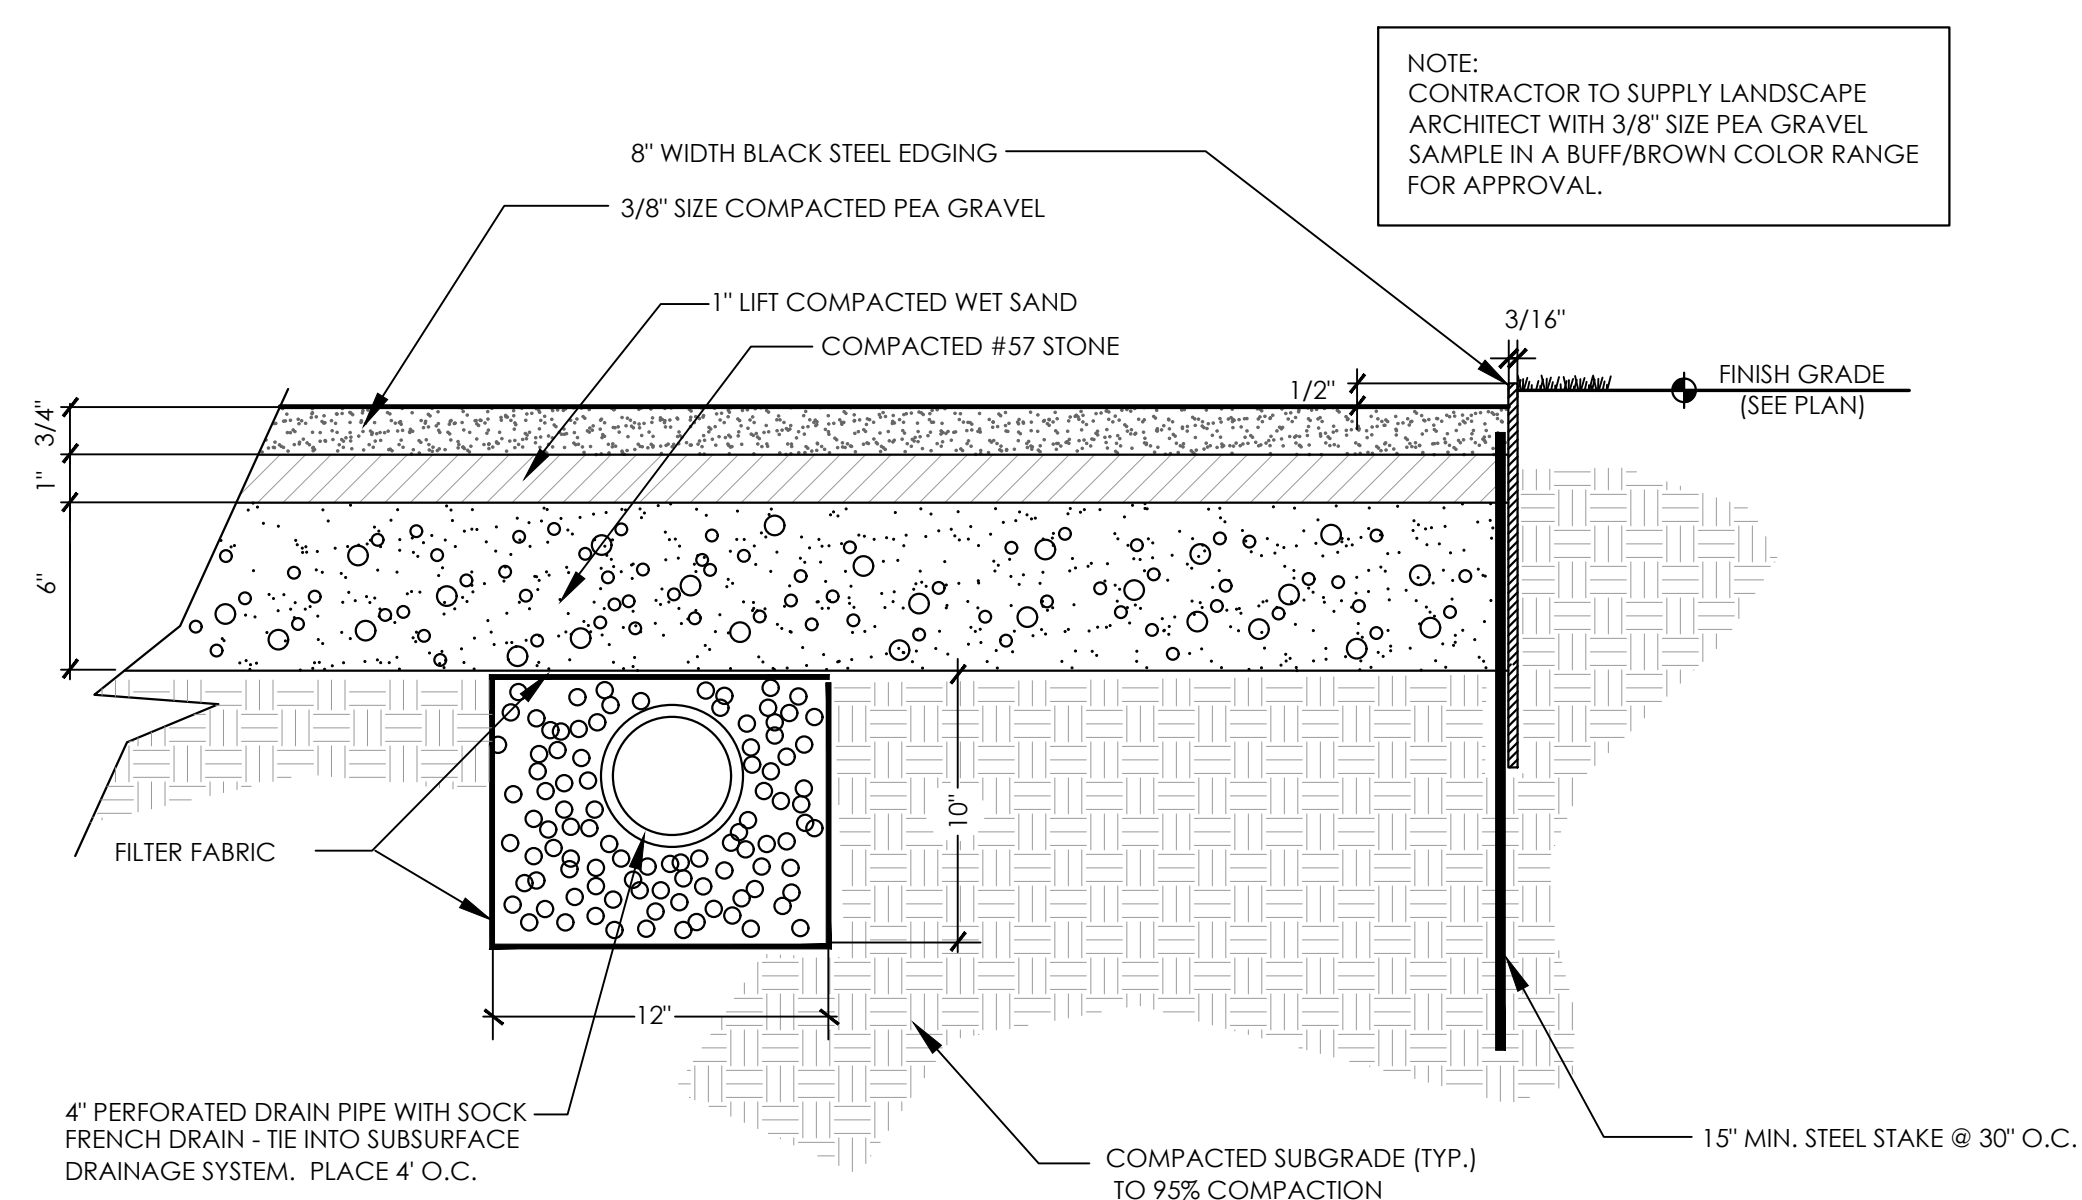 NOTE:
CONTRACTOR TO SUPPLY LANDSCAPE
ARCHITECT WITH 3/8" SIZE PEA GRAVEL
SAMPLE IN A BUFF/BROWN COLOR RANGE
FOR APPROVAL.
8" WIDTH BLACK STEEL EDGING
3/8" SIZE COMPACTED PEA GRAVEL
1" LIFT COMPACTED WET SAND
COMPACTED #57 STONE
3/16"
1/2"
FINISH GRADE
(SEE PLAN)
3/4"
1"
6"
10"
FILTER FABRIC
12"
4" PERFORATED DRAIN PIPE WITH SOCK
FRENCH DRAIN - TIE INTO SUBSURFACE
DRAINAGE SYSTEM. PLACE 4' O.C.
COMPACTED SUBGRADE (TYP.)
TO 95% COMPACTION
15" MIN. STEEL STAKE @ 30" O.C.